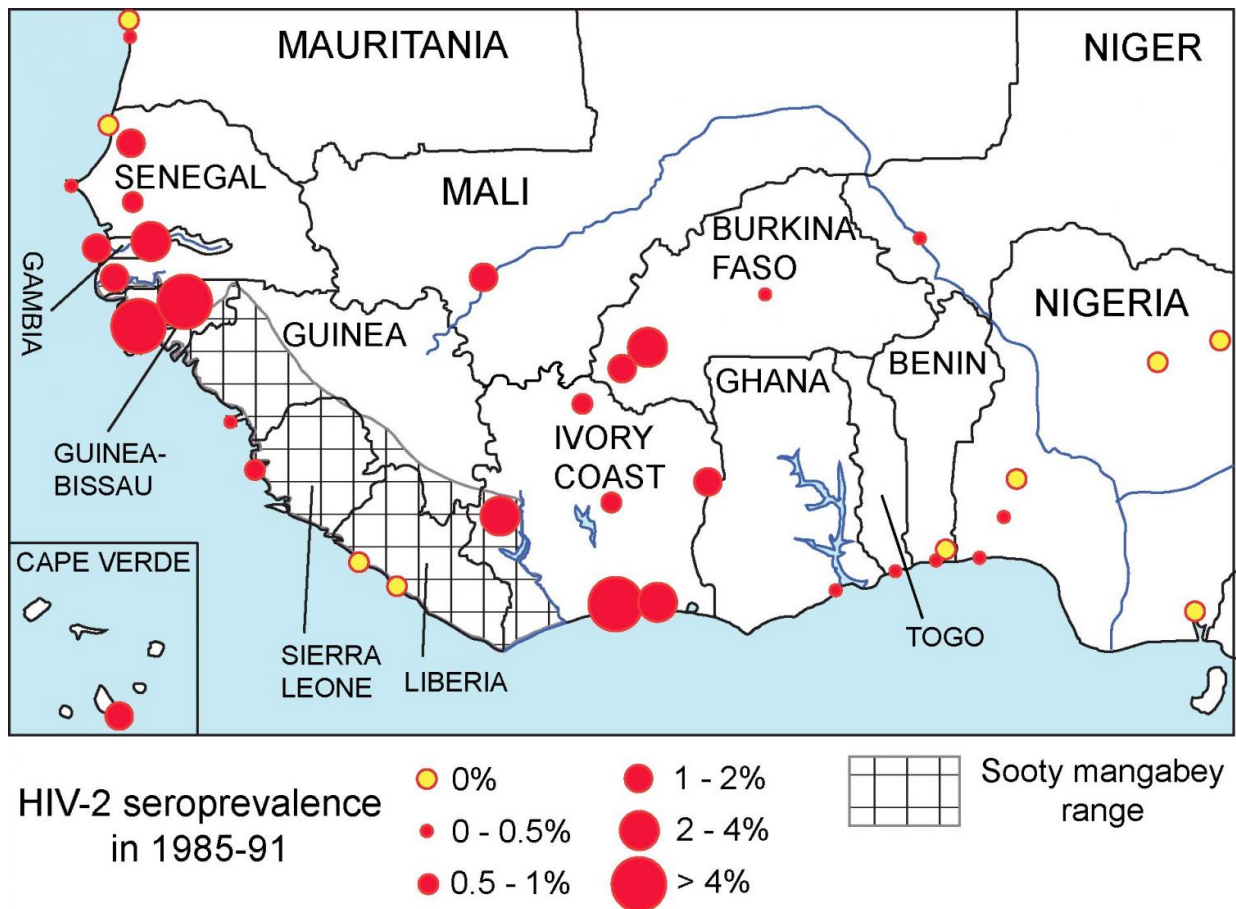 MAURITANIA
NIGER
SENEGAL
MALI
BURKINA
FASO
GAMBIA
NIGERIA
GUINEA
BENIN
GHANA
GUINEA-
BISSAU
IVORY
COAST
CAPE VERDE
SIERRA
LEONE
LIBERIA
TOGO
HIV-2 seroprevalence
in 1985-91
0%
0 - 0.5%
0.5 - 1%
1 - 2%
2 - 4%
> 4%
Sooty mangabey
range